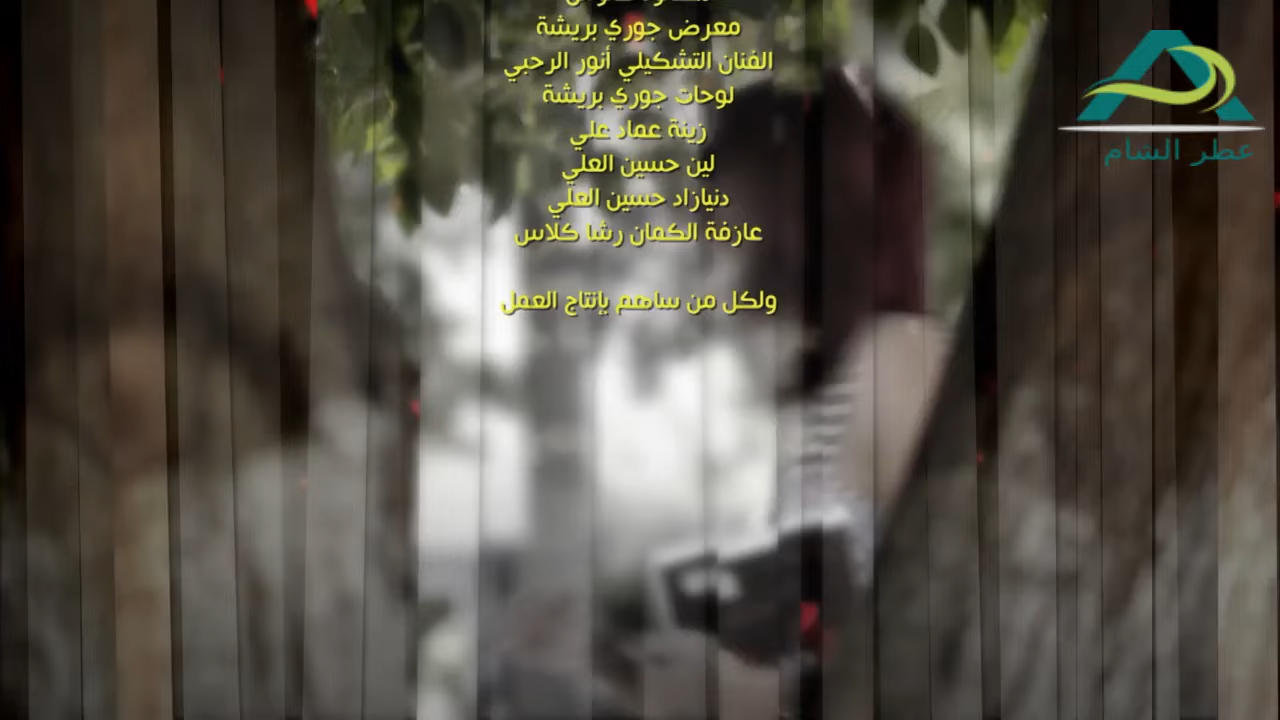 معرض جوري بريشة
الفنان التشكيلي أنور الرحبي
لوحات جوري بريشة
زينة عماد علي
لين حسين العلي
دنيازاد حسين العلي
عازفة الكمان رشا كلاس
ولكل من ساهم بإنتاج العمل
عطر الشام